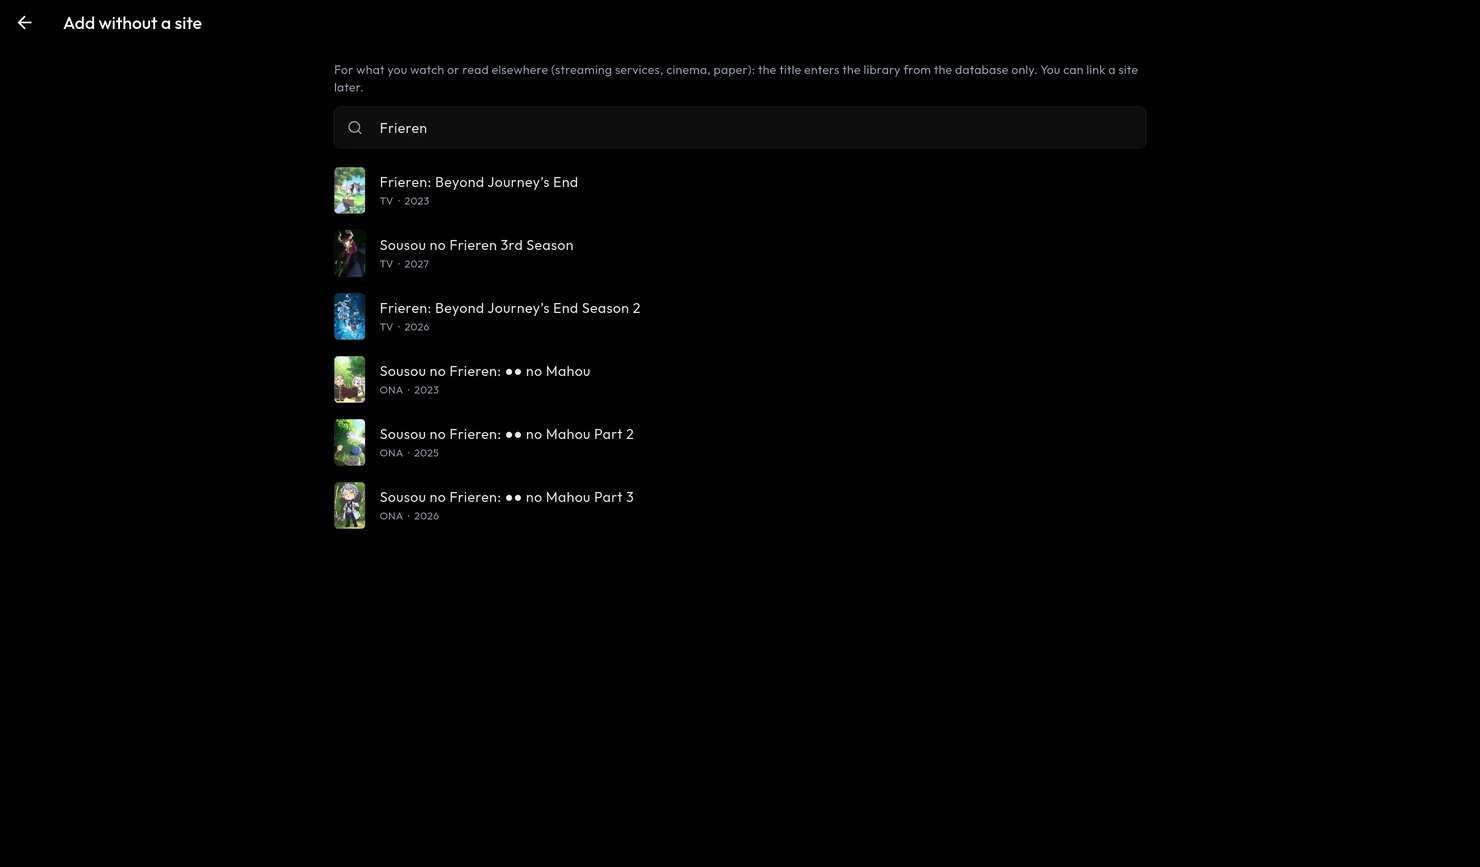 Add without a site
For what you watch or read elsewhere (streaming services, cinema, paper): the title enters the library from the database only. You can link a site
later.
Frieren
Frieren: Beyond Journey’s End
TV · 2023
Sousou no Frieren 3rd Season
TV · 2027
Frieren: Beyond Journey’s End Season 2
TV · 2026
Sousou no Frieren: ●● no Mahou
ONA · 2023
Sousou no Frieren: ●● no Mahou Part 2
ONA · 2025
Sousou no Frieren: ●● no Mahou Part 3
ONA · 2026